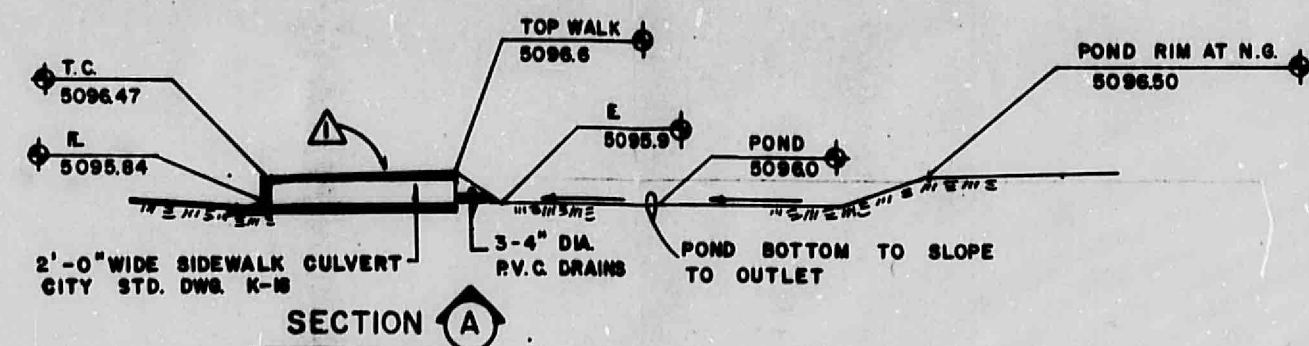 TOP WALK
5096.6
POND RIM AT N.G.
5096.50
T.C.
5096.47
1
FL
5095.84
E
5095.9
POND
5096.0
2'-0" WIDE SIDEWALK CULVERT
CITY STD. DWG. K-16
3-4" DIA.
P.V.C. DRAINS
POND BOTTOM TO SLOPE
TO OUTLET
SECTION A